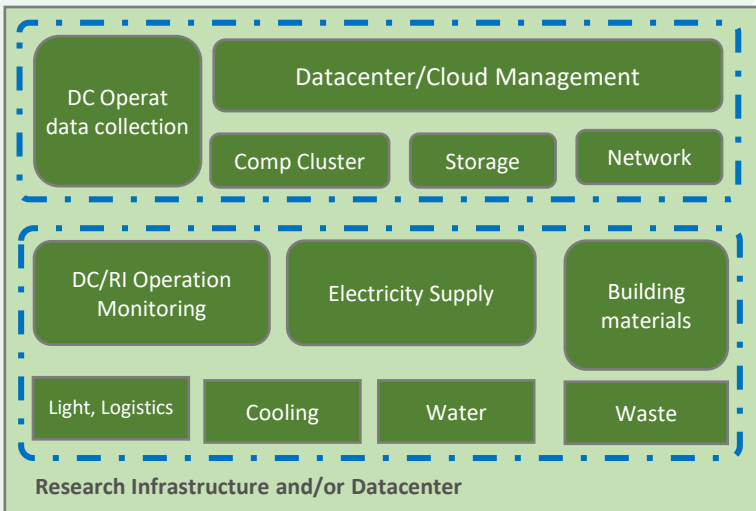 DC Operat
data collection
Datacenter/Cloud Management
Comp Cluster
Storage
Network
DC/RI Operation
Monitoring
Electricity Supply
Building
materials
Light, Logistics
Cooling
Water
Waste
Research Infrastructure and/or Datacenter